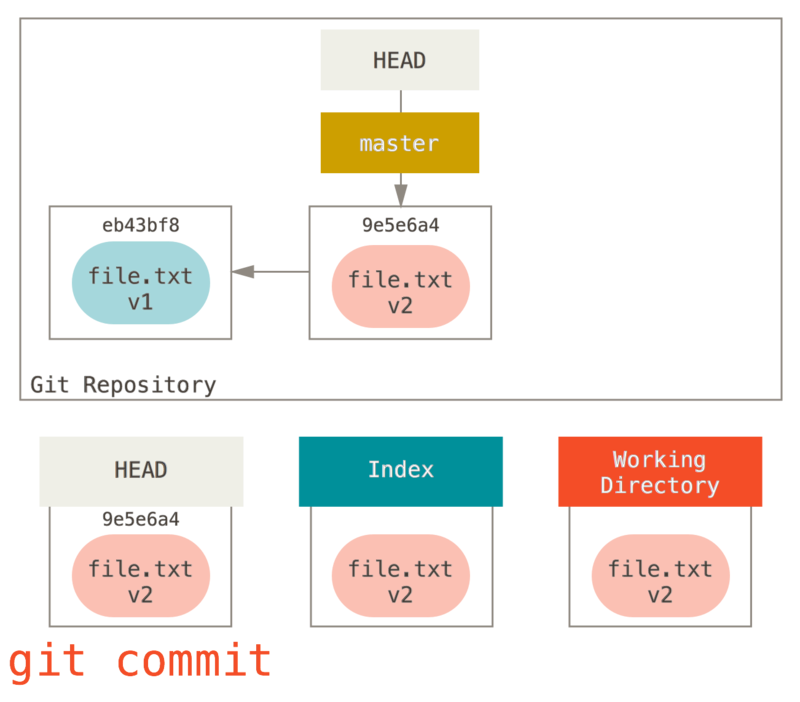 HEAD
master
eb43bf8
file.txt
v1
9e5e6a4
file.txt
v2
Git Repository
HEAD
9e5e6a4
file.txt
v2
Index
file.txt
v2
Working
Directory
file.txt
v2
git commit